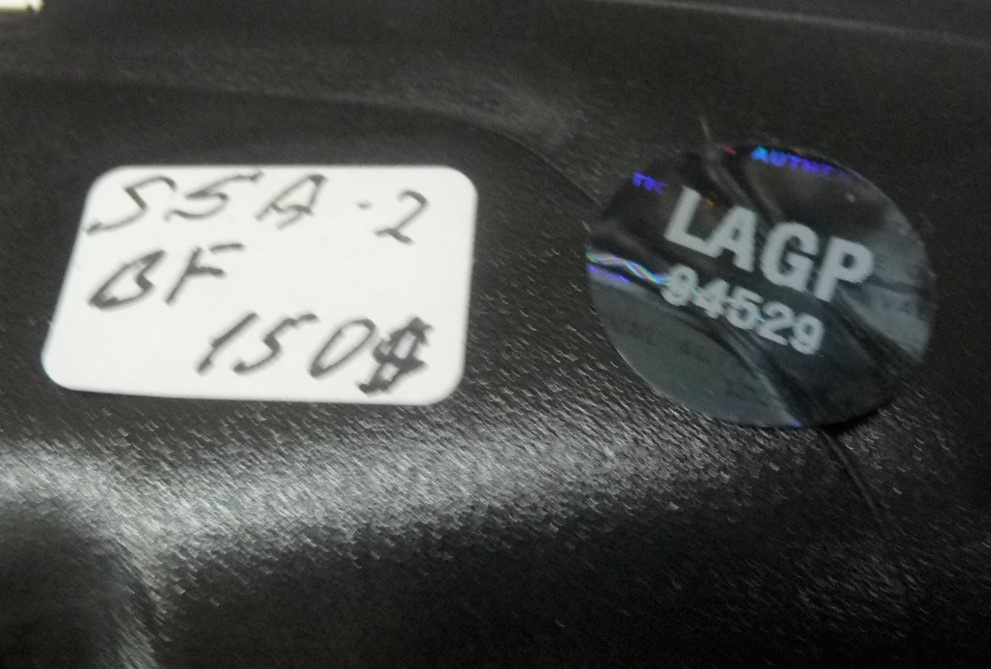 SSA-2
BF
150$
LAGP
94529